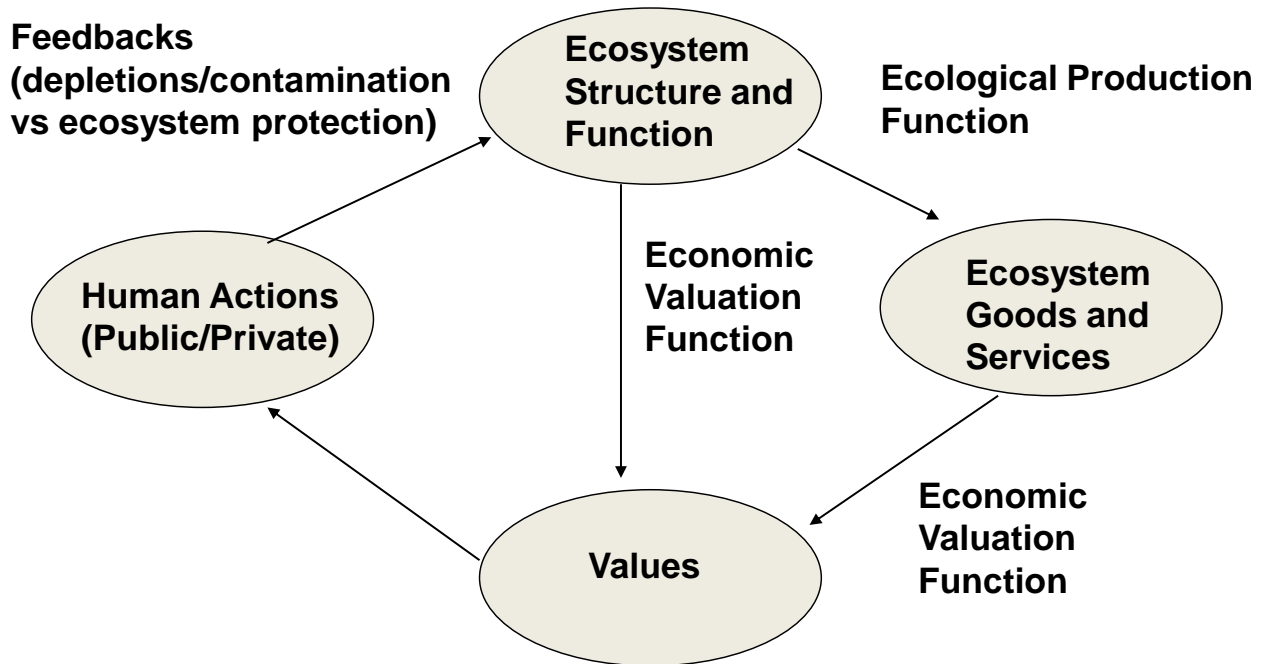 Feedbacks
(depletions/contamination
vs ecosystem protection)
Ecosystem
Structure and
Function
Ecological Production
Function
Human Actions
(Public/Private)
Economic
Valuation
Function
Ecosystem
Goods and
Services
Values
Economic
Valuation
Function